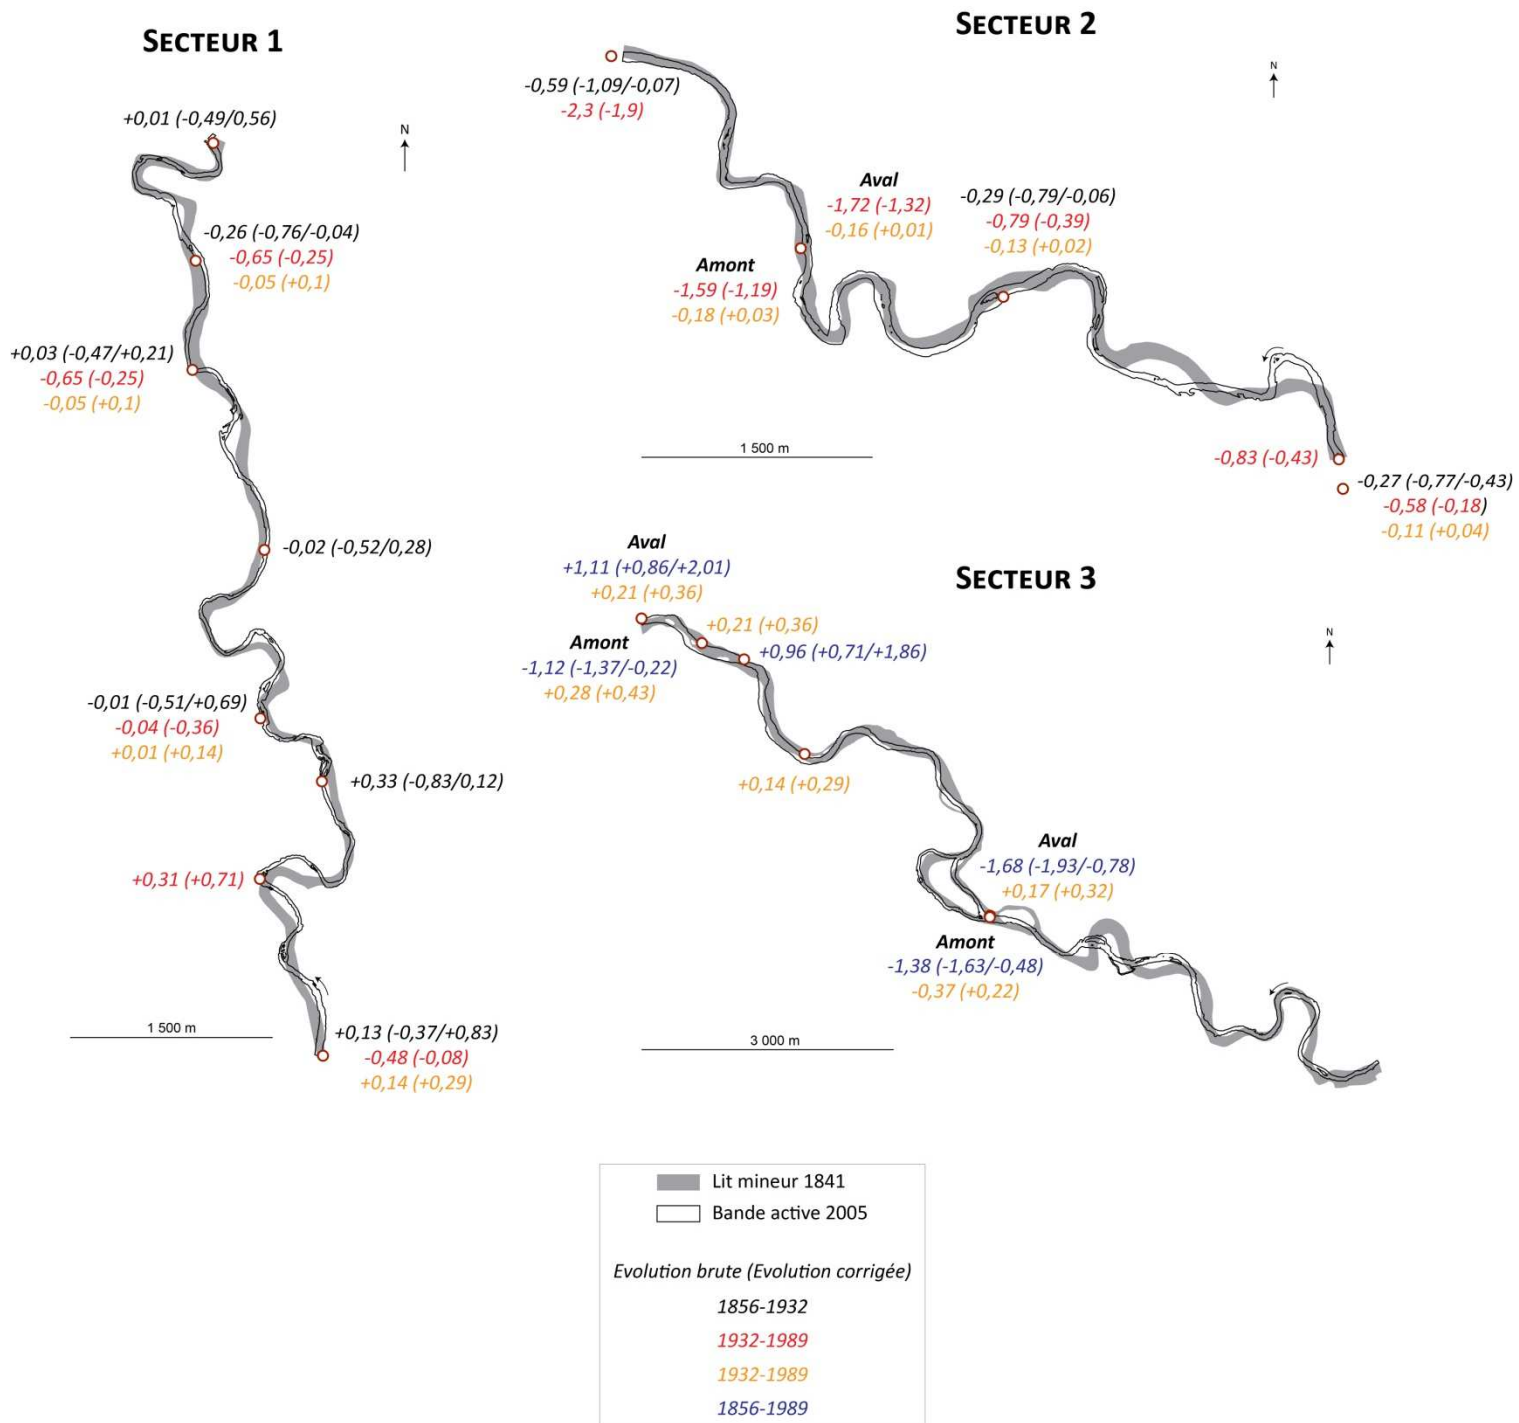 SECTEUR 1
N
+0,01 (-0,49/0,56)
-0,26 (-0,76/-0,04)
-0,65 (-0,25)
-0,05 (+0,1)
+0,03 (-0,47/+0,21)
-0,65 (-0,25)
-0,05 (+0,1)
-0,02 (-0,52/0,28)
-0,01 (-0,51/+0,69)
-0,04 (-0,36)
+0,01 (+0,14)
+0,33 (-0,83/0,12)
+0,31 (+0,71)
1 500 m
+0,13 (-0,37/+0,83)
-0,48 (-0,08)
+0,14 (+0,29)
SECTEUR 2
N
-0,59 (-1,09/-0,07)
-2,3 (-1,9)
Aval
-1,72 (-1,32)
-0,16 (+0,01)
-0,29 (-0,79/-0,06)
-0,79 (-0,39)
-0,13 (+0,02)
Amont
-1,59 (-1,19)
-0,18 (+0,03)
1 500 m
-0,83 (-0,43)
-0,27 (-0,77/-0,43)
-0,58 (-0,18)
-0,11 (+0,04)
SECTEUR 3
N
Aval
+1,11 (+0,86/+2,01)
+0,21 (+0,36)
+0,21 (+0,36)
Amont
-1,12 (-1,37/-0,22)
+0,28 (+0,43)
+0,96 (+0,71/+1,86)
+0,14 (+0,29)
Aval
-1,68 (-1,93/-0,78)
+0,17 (+0,32)
Amont
-1,38 (-1,63/-0,48)
-0,37 (+0,22)
3 000 m
Lit mineur 1841
Bande active 2005
Evolution brute (Evolution corrigée)
1856-1932
1932-1989
1932-1989
1856-1989